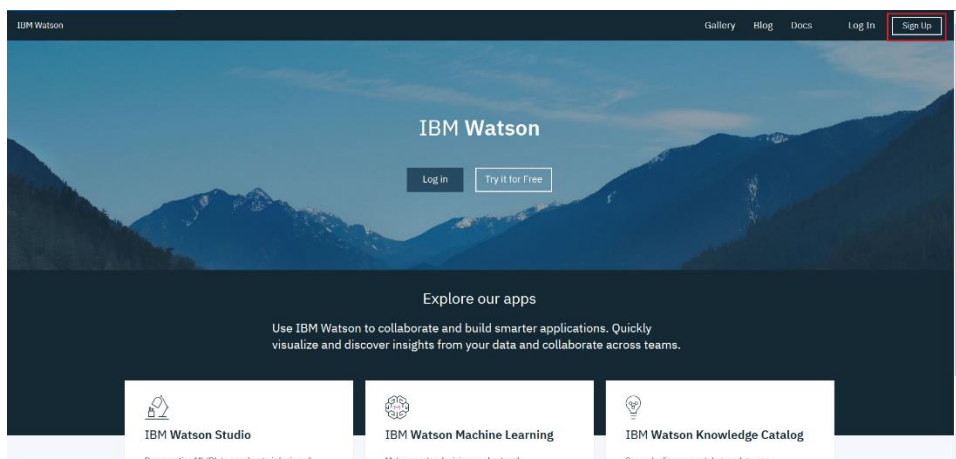 IBM Watson
Gallery Blog Docs Log In Sign Up
IBM Watson
Log in Try it for Free
Explore our apps
Use IBM Watson to collaborate and build smarter applications. Quickly
visualize and discover insights from your data and collaborate across teams.
IBM Watson Studio
IBM Watson Machine Learning
IBM Watson Knowledge Catalog